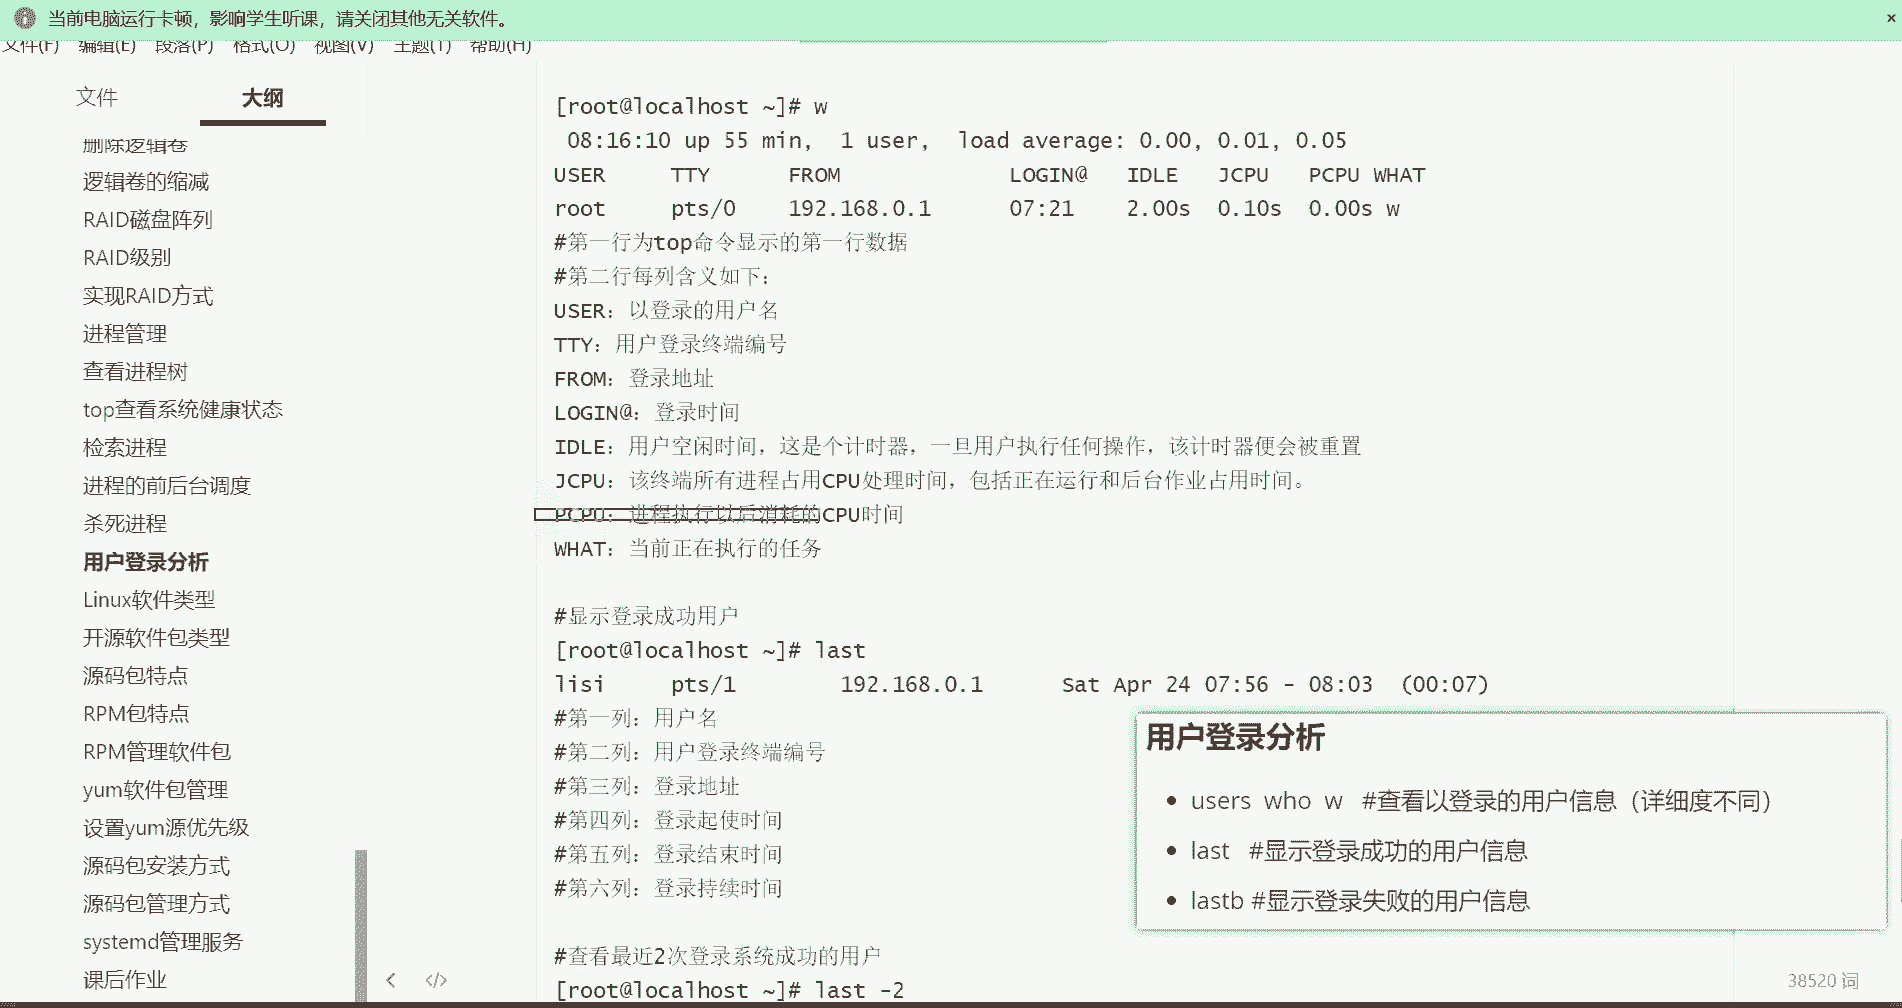 当前电脑运行卡顿，影响学生听课，请关闭其他无关软件。
×
文件(F) 编辑(E) 段落(P) 格式(O) 视图(V) 主题(T) 帮助(H)
文件 大纲
删除逻辑卷
逻辑卷的缩减
RAID磁盘阵列
RAID级别
实现RAID方式
进程管理
查看进程树
top查看系统健康状态
检索进程
进程的前后台调度
杀死进程
用户登录分析
Linux软件类型
开源软件包类型
源码包特点
RPM包特点
RPM管理软件包
yum软件包管理
设置yum源优先级
源码包安装方式
源码包管理方式
systemd管理服务
课后作业
[root@localhost ~]# w
08:16:10 up 55 min,  1 user,  load average: 0.00, 0.01, 0.05
USER     TTY      FROM             LOGIN@   IDLE   JCPU   PCPU WHAT
root     pts/0    192.168.0.1      07:21    2.00s  0.10s  0.00s w
#第一行为top命令显示的第一行数据
#第二行每列含义如下：
USER：以登录的用户名
TTY：用户登录终端编号
FROM：登录地址
LOGIN@：登录时间
IDLE：用户空闲时间，这是个计时器，一旦用户执行任何操作，该计时器便会被重置
JCPU：该终端所有进程占用CPU处理时间，包括正在运行和后台作业占用时间。
PCPU：进程执行以后消耗的CPU时间
WHAT：当前正在执行的任务
#显示登录成功用户
[root@localhost ~]# last
lisi     pts/1        192.168.0.1      Sat Apr 24 07:56 - 08:03  (00:07)
#第一列：用户名
#第二列：用户登录终端编号
#第三列：登录地址
#第四列：登录起使时间
#第五列：登录结束时间
#第六列：登录持续时间
#查看最近2次登录系统成功的用户
[root@localhost ~]# last -2
用户登录分析
• users who w #查看以登录的用户信息（详细度不同）
• last #显示登录成功的用户信息
• lastb #显示登录失败的用户信息
38520 词